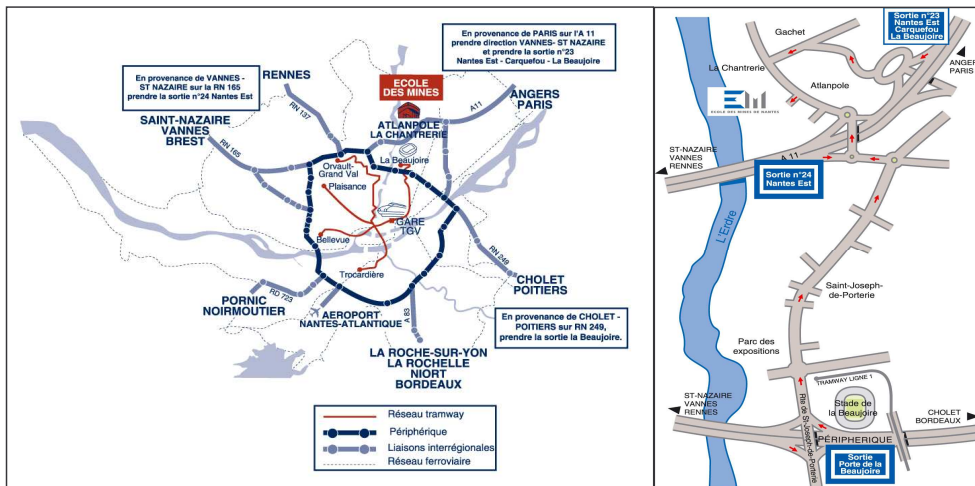 En provenance de PARIS sur l'A 11
prendre direction VANNES- ST NAZAIRE
et prendre la sortie n°23
Nantes Est - Carquefou - La Beaujoire
En provenance de VANNES -
ST NAZAIRE sur la RN 165
prendre la sortie n°24 Nantes Est
RENNES
RN 137
ECOLE
DES MINES
A11
ANGERS
PARIS
SAINT-NAZAIRE
VANNES
BREST
RN 165
ATLANPOLE
LA CHANTRERIE
La Beaujoire
Orvault-
Grand Val
Plaisance
GARE
TGV
Bellevue
Trocardière
RN 249
CHOLET
POITIERS
PORNIC
NOIRMOUTIER
RD 723
AEROPORT
NANTES-ATLANTIQUE
A 83
En provenance de CHOLET -
POITIERS sur RN 249,
prendre la sortie la Beaujoire.
LA ROCHE-SUR-YON
LA ROCHELLE
NIORT
BORDEAUX
Réseau tramway
Périphérique
Liaisons interrégionales
Réseau ferroviaire
Sortie n°23
Nantes Est
Carquefou
La Beaujoire
Gachet
La Chantrerie
ANGERS
PARIS
Atlanpole
EM
ECOLE DES MINES DE NANTES
ST-NAZAIRE
VANNES
RENNES
A 11
Sortie n°24
Nantes Est
L'Erdre
Saint-Joseph-
de-Porterie
Parc des
expositions
TRAMWAY LIGNE 1
ST-NAZAIRE
VANNES
RENNES
Rte de St-Joseph-de-Porterie
Stade de
la Beaujoire
CHOLET
BORDEAUX
PÉRIPHERIQUE
Sortie
Porte de la
Beaujoire